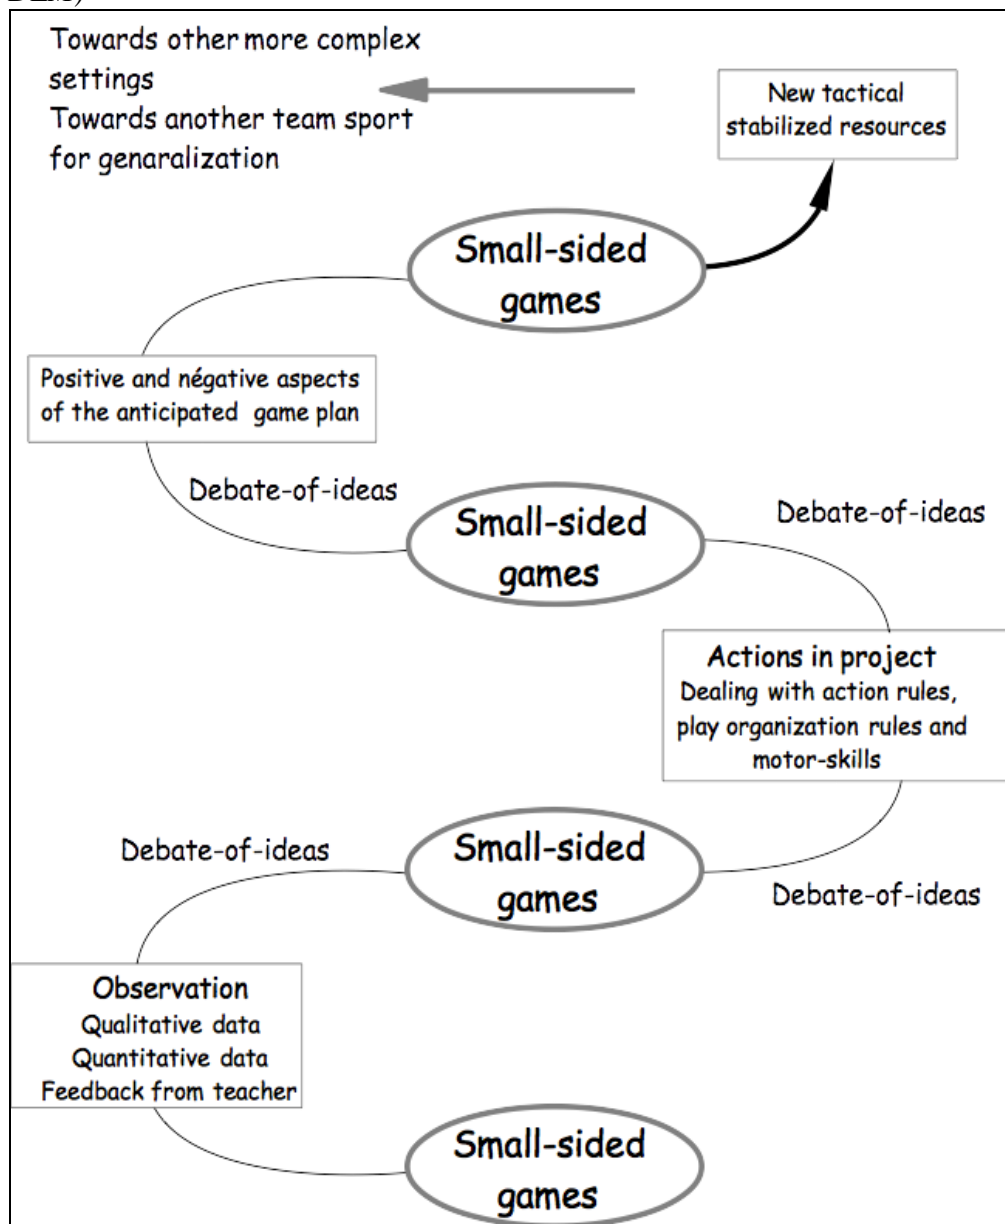 DLM)
Towards other more complex
settings
Towards another team sport
for genaralization
New tactical
stabilized resources
Small-sided
games
Positive and négative aspects
of the anticipated game plan
Debate-of-ideas
Small-sided
games
Debate-of-ideas
Actions in project
Dealing with action rules,
play organization rules and
motor-skills
Debate-of-ideas
Small-sided
games
Debate-of-ideas
Observation
Qualitative data
Quantitative data
Feedback from teacher
Small-sided
games